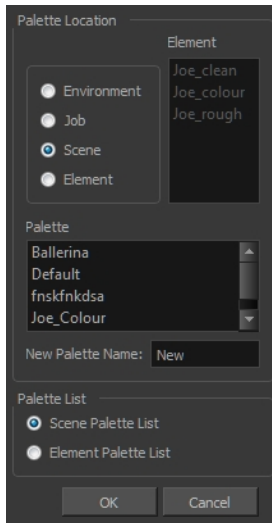 Palette Location
Element
Joe_clean
Joe_colour
Joe_rough
Environment
Job
Scene
Element
Palette
Ballerina
Default
fnskfnkdsa
Joe_Colour
New Palette Name: New
Palette List
Scene Palette List
Element Palette List
OK Cancel